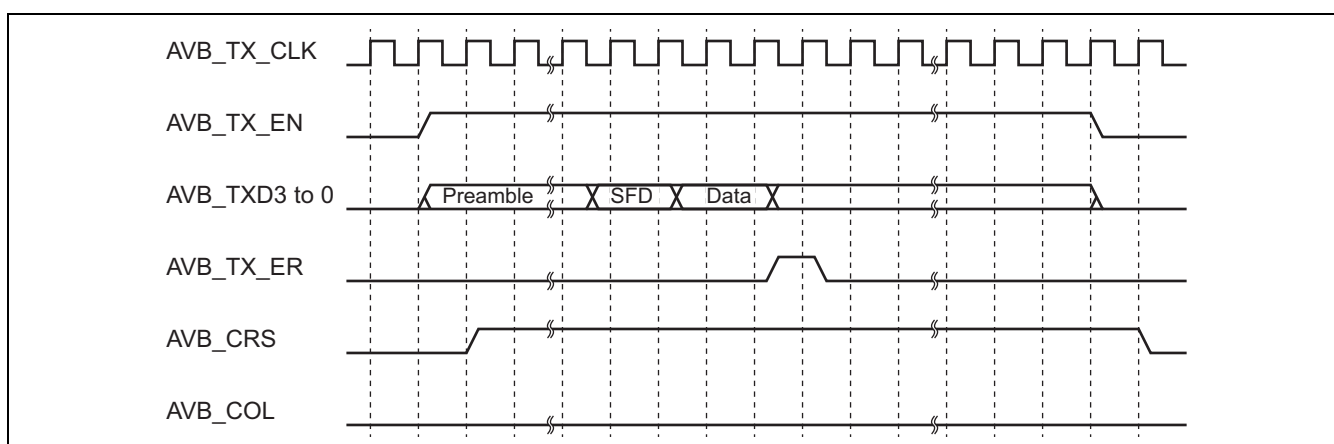 AVB_TX_CLK
AVB_TX_EN
AVB_TXD3 to 0
Preamble SFD Data
AVB_TX_ER
AVB_CRS
AVB_COL